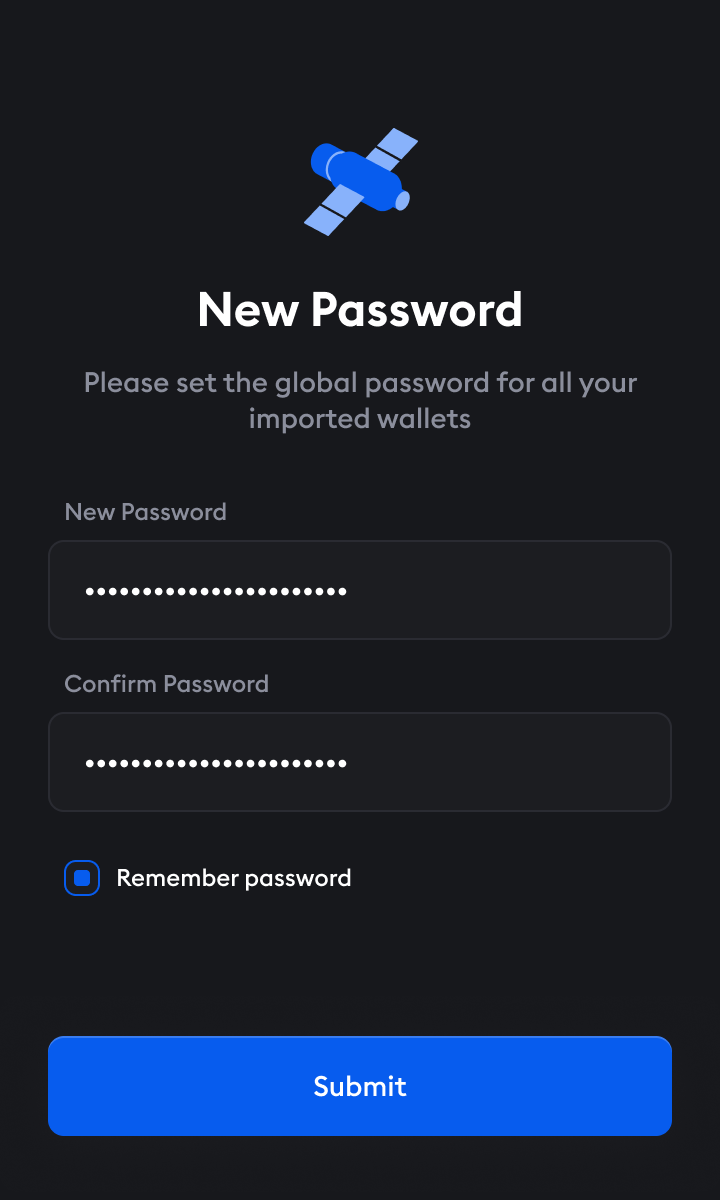 New Password
Please set the global password for all your
imported wallets
New Password
•••••••••••••••••••••••
Confirm Password
•••••••••••••••••••••••
Remember password
Submit